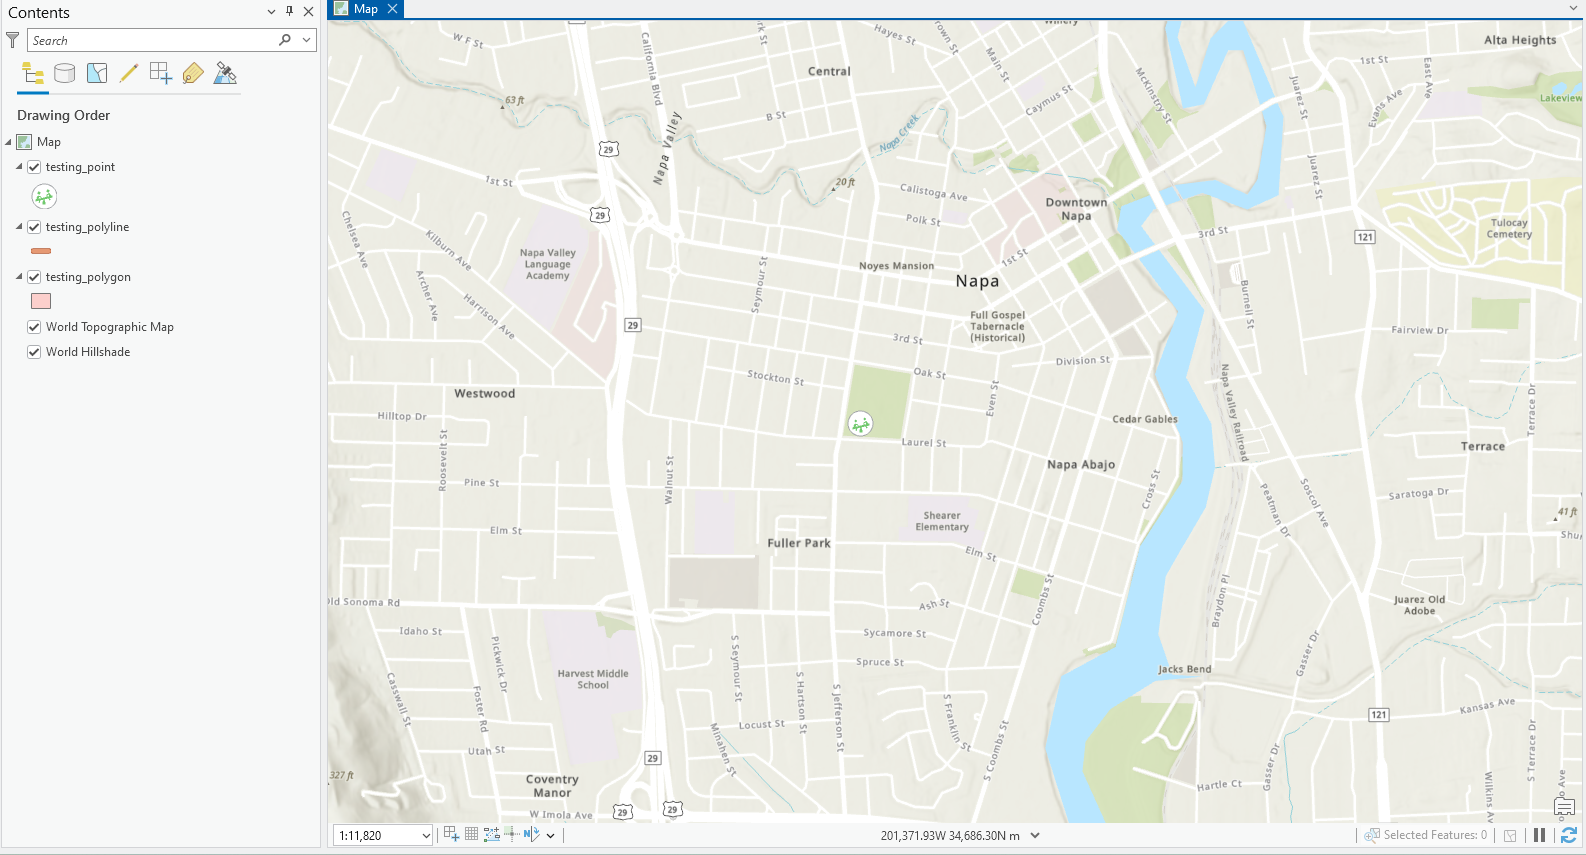 Contents
Search
Drawing Order
Map
testing_point
testing_polyline
testing_polygon
World Topographic Map
World Hillshade
Map
W F St
California Blvd
Hayes St
Main St
Central
63 ft
B St
Napa Creek
Caymus St
McKinstry St
Alta Heights
1st St
East Ave
Evans Ave
Juarez St
Lakeview
29
Napa Valley
1st St
20 ft
Calistoga Ave
Polk St
Downtown
Napa
Juarez St
29
Chelsea Ave
Kilburn Ave
Napa Valley
Language
Academy
Archer Ave
Harrison Ave
Seymour St
Noyes Mansion
1st St
Napa
3rd St
121
Tulocay
Cemetery
Burnell St
29
Full Gospel
Tabernacle
(Historical)
3rd St
Division St
Fairview Dr
Westwood
Stockton St
Oak St
Even St
Hilltop Dr
Roosevelt St
Laurel St
Cedar Gables
Napa Valley Railroad
Terrace Dr
Terrace
Walnut St
Pine St
Napa Abajo
Cross St
Saratoga Dr
Soscol Ave
Peatman Dr
41 ft
Shearer
Elementary
Elm St
Fuller Park
Elm St
Old Sonoma Rd
Ash St
Coombs St
Braydon Pl
Juarez Old
Adobe
Idaho St
Pickwick Dr
S Seymour St
Sycamore St
Spruce St
Gasser Dr
Harvest Middle
School
Jacks Bend
Casswall St
Foster Rd
S Hartson St
S Jefferson St
S Franklin St
S Coombs St
Locust St
Minahen St
121
Kansas Ave
Utah St
29
Gasser Dr
S Terrace Dr
327 ft
Coventry
Manor
Hartle Ct
Wilkins Ave
W Imola Ave
29
29
1:11,820
201,371.93W 34,686.30N m
Selected Features: 0